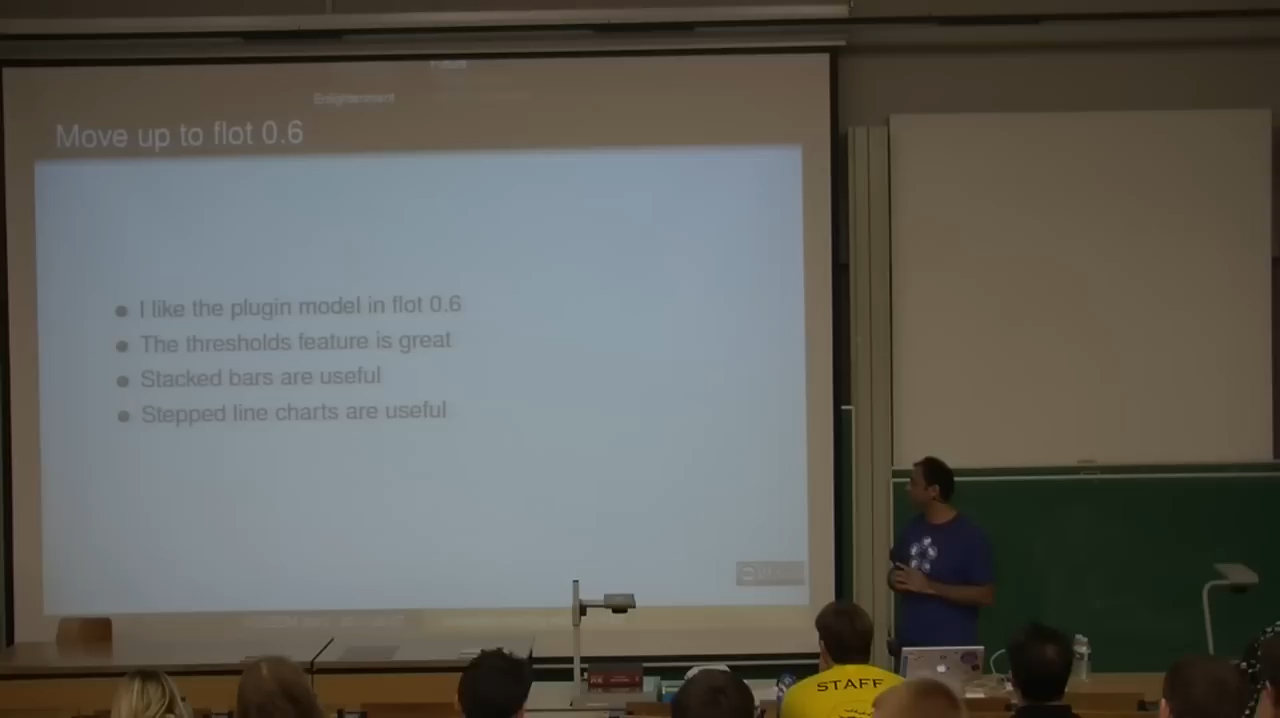 Enlightenment
Move up to flot 0.6
I like the plugin model in flot 0.6
The thresholds feature is great
Stacked bars are useful
Stepped line charts are useful
STAFF